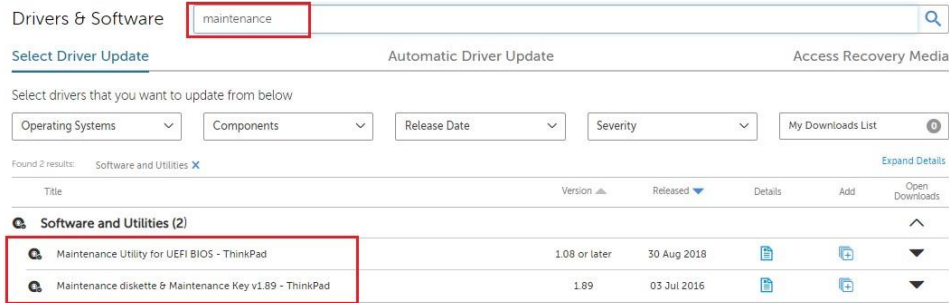 Drivers & Software maintenance
Select Driver Update Automatic Driver Update Access Recovery Media
Select drivers that you want to update from below
Operating Systems Components Release Date Severity My Downloads List 0
Found 2 results: Software and Utilities X Expand Details
Title Version Released Details Add Open Downloads
Software and Utilities (2)
Maintenance Utility for UEFI BIOS - ThinkPad 1.08 or later 30 Aug 2018
Maintenance diskette & Maintenance Key v1.89 - ThinkPad 1.89 03 Jul 2016